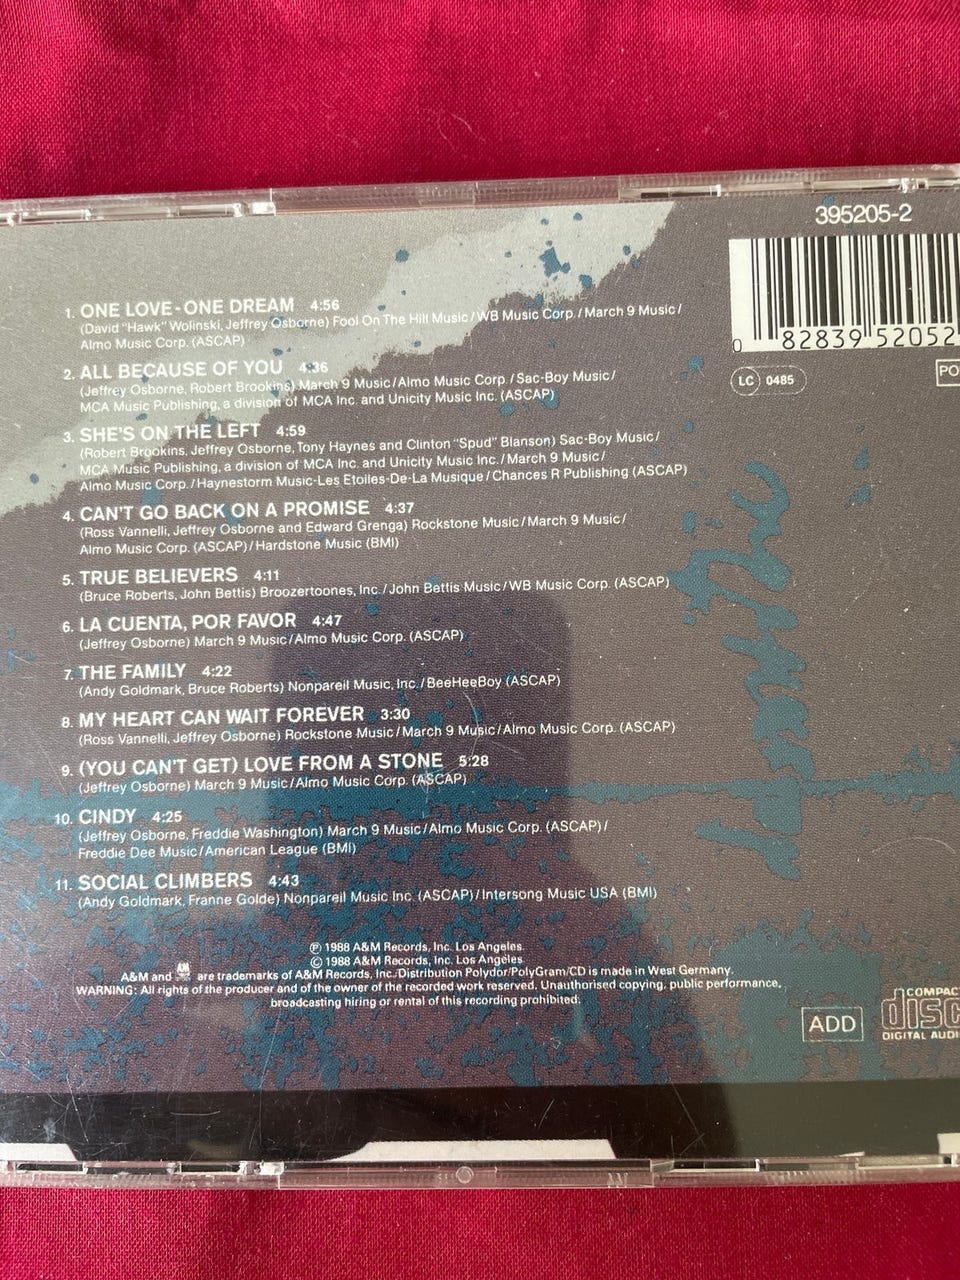 395205-2
1. ONE LOVE-ONE DREAM 4:56
(David "Hawk" Wolinski, Jeffrey Osborne) Fool On The Hill Music/WB Music Corp./March 9 Music/
Almo Music Corp. (ASCAP)
2. ALL BECAUSE OF YOU 4:36
(Jeffrey Osborne, Robert Brookins) March 9 Music/Almo Music Corp./Sac-Boy Music/
MCA Music Publishing, a division of MCA Inc. and Unicity Music Inc. (ASCAP)
3. SHE'S ON THE LEFT 4:59
(Robert Brookins, Jeffrey Osborne, Tony Haynes and Clinton "Spud" Blanson) Sac-Boy Music/
MCA Music Publishing, a division of MCA Inc. and Unicity Music Inc./March 9 Music/
Almo Music Corp./Haynestorm Music-Les Etoiles-De-La Musique/Chances R Publishing (ASCAP)
4. CAN'T GO BACK ON A PROMISE 4:37
(Ross Vannelli, Jeffrey Osborne and Edward Grenga) Rockstone Music/March 9 Music/
Almo Music Corp. (ASCAP)/Hardstone Music (BMI)
5. TRUE BELIEVERS 4:11
(Bruce Roberts, John Bettis) Broozertoones, Inc./John Bettis Music/WB Music Corp. (ASCAP)
6. LA CUENTA, POR FAVOR 4:47
(Jeffrey Osborne) March 9 Music/Almo Music Corp. (ASCAP)
7. THE FAMILY 4:22
(Andy Goldmark, Bruce Roberts) Nonpareil Music, Inc./BeeHeeBoy (ASCAP)
8. MY HEART CAN WAIT FOREVER 3:30
(Ross Vannelli, Jeffrey Osborne) Rockstone Music/March 9 Music/Almo Music Corp. (ASCAP)
9. (YOU CAN'T GET) LOVE FROM A STONE 5:28
(Jeffrey Osborne) March 9 Music/Almo Music Corp. (ASCAP)
10. CINDY 4:25
(Jeffrey Osborne, Freddie Washington) March 9 Music/Almo Music Corp. (ASCAP)/
Freddie Dee Music/American League (BMI)
11. SOCIAL CLIMBERS 4:43
(Andy Goldmark, Franne Golde) Nonpareil Music Inc. (ASCAP)/Intersong Music USA (BMI)
0 82839 52052
LC 0485
PO
℗ 1988 A&M Records, Inc. Los Angeles.
© 1988 A&M Records, Inc. Los Angeles.
A&M and A&M are trademarks of A&M Records, Inc./Distribution Polydor/PolyGram/CD is made in West Germany.
WARNING: All rights of the producer and of the owner of the recorded work reserved. Unauthorised copying, public performance,
broadcasting hiring or rental of this recording prohibited.
ADD
COMPACT
disc
DIGITAL AUDIO